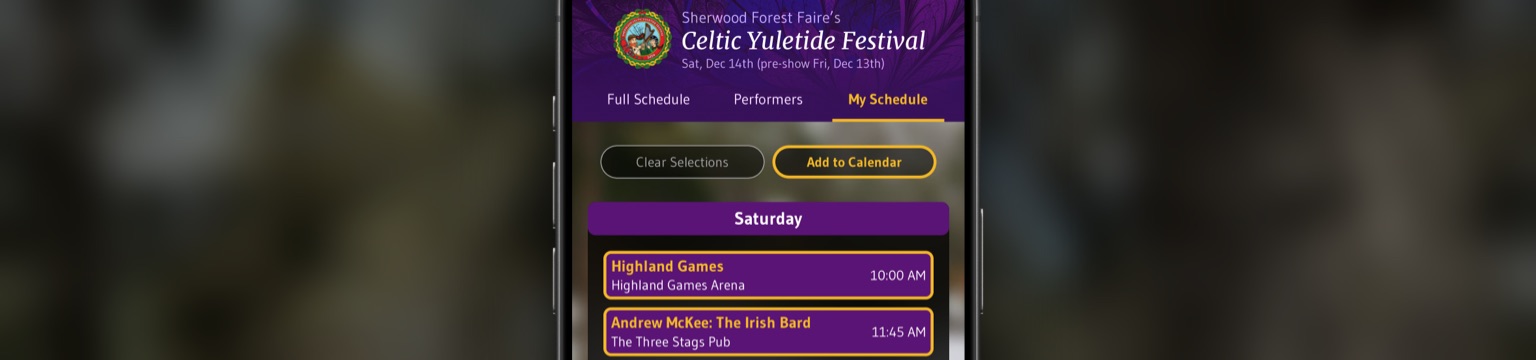 Sherwood Forest Faire's
Celtic Yuletide Festival
Sat, Dec 14th (pre-show Fri, Dec 13th)
Full Schedule
Performers
My Schedule
Clear Selections
Add to Calendar
Saturday
Highland Games
10:00 AM
Highland Games Arena
Andrew McKee: The Irish Bard
11:45 AM
The Three Stags Pub